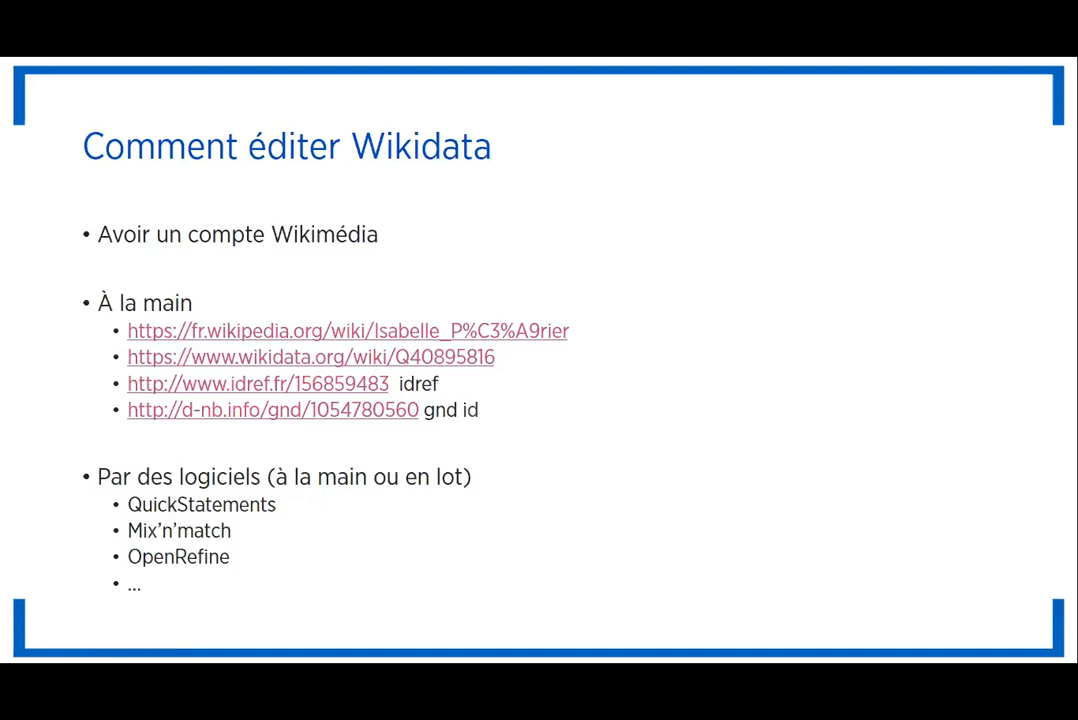 Comment éditer Wikidata
• Avoir un compte Wikimédia
• À la main
• https://fr.wikipedia.org/wiki/Isabelle_P%C3%A9rier
• https://www.wikidata.org/wiki/Q40895816
• http://www.idref.fr/156859483 idref
• http://d-nb.info/gnd/1054780560 gnd id
• Par des logiciels (à la main ou en lot)
• QuickStatements
• Mix’n’match
• OpenRefine
• ...